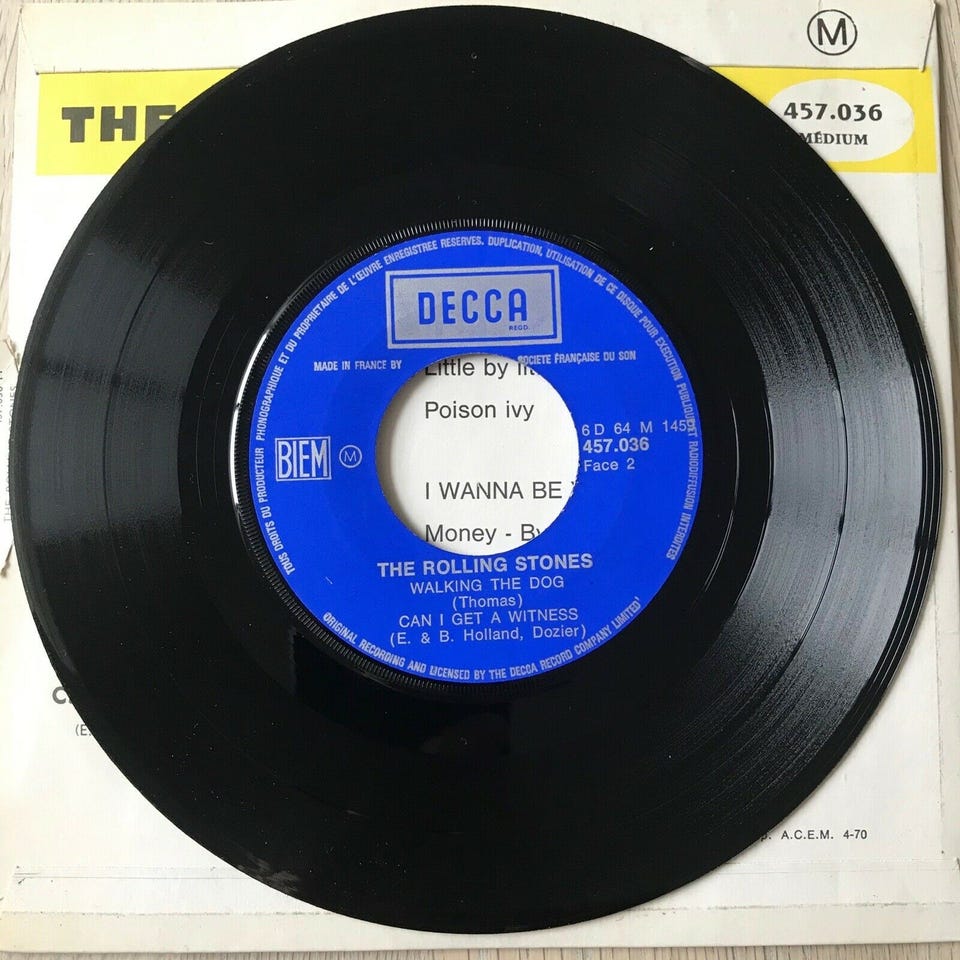 M
THE
457.036
MÉDIUM
TOUS DROITS DU PRODUCTEUR PHONOGRAPHIQUE ET DU PROPRIETAIRE DE L'ŒUVRE ENREGISTREE RESERVES. DUPLICATION, UTILISATION DE CE DISQUE POUR EXECUTION PUBLIQUE ET RADIODIFFUSION INTERDITES
DECCA
REGD.
MADE IN FRANCE BY SOCIETE FRANÇAISE DU SON
Little by
Poison ivy
6 D 64 M 1459
457.036
Face 2
BIEM M
I WANNA BE
Money - By
THE ROLLING STONES
WALKING THE DOG
(Thomas)
CAN I GET A WITNESS
(E. & B. Holland, Dozier)
ORIGINAL RECORDING AND LICENSED BY THE DECCA RECORD COMPANY LIMITED'
(E.
A.C.E.M. 4-70